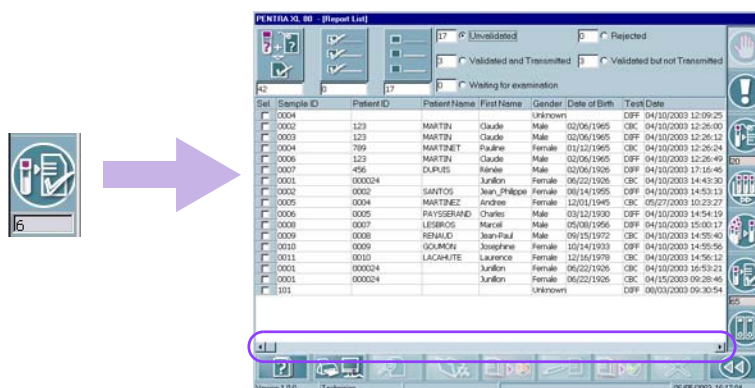 PENTRA XL 80 - [Report List]
17 Unvalidated 0 Rejected
3 Validated and Transmitted 3 Validated but not Transmitted
0 Waiting for examination
42 0 17
Sel. Sample ID Patient ID Patient Name First Name Gender Date of Birth Test Date
0004 Unknown DIFF 04/10/2003 12:09:25
0002 123 MARTIN Claude Male 02/06/1965 CBC 04/10/2003 12:26:00
0003 123 MARTIN Claude Male 02/06/1965 DIFF 04/10/2003 12:26:12
0004 789 MARTINET Pauline Female 01/12/1965 CBC 04/10/2003 12:26:24
0006 123 MARTIN Claude Male 02/06/1965 DIFF 04/10/2003 12:26:49
0007 456 DUPUIS Rénée Male 02/06/1926 DIFF 04/10/2003 17:16:46
0001 000024 Junillon Female 06/22/1926 CBC 04/10/2003 14:43:30
0002 0002 SANTOS Jean_Philippe Female 08/14/1955 DIFF 04/10/2003 14:53:13
0005 0004 MARTINEZ Andree Female 12/01/1945 CBC 05/27/2003 10:23:27
0006 0005 PAYSSERAND Charles Male 03/12/1930 DIFF 04/10/2003 14:54:19
0008 0007 LESBROS Marcel Male 05/08/1956 DIFF 04/10/2003 15:00:17
0009 0008 RENAUD Jean-Paul Male 09/15/1972 CBC 04/10/2003 14:55:40
0010 0009 GOUMON Josephine Female 10/14/1933 DIFF 04/10/2003 14:55:56
0011 0010 LACAHUTE Laurence Female 12/16/1978 CBC 04/10/2003 14:56:12
0001 000024 Junillon Female 06/22/1926 CBC 04/10/2003 16:53:21
0001 000024 Junillon Female 06/22/1926 CBC 04/15/2003 09:28:46
101 Unknown DIFF 08/03/2003 09:30:54
20
65
6